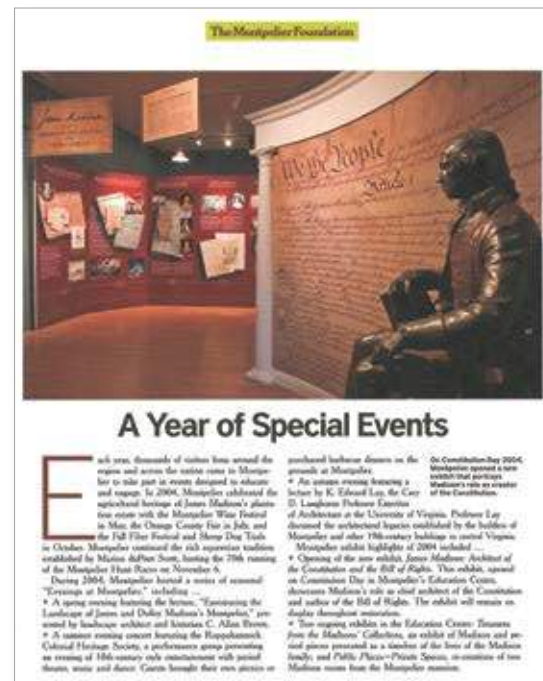 The Montpelier Foundation
We the People
Article I
A Year of Special Events
Each year, thousands of visitors from around the
region and across the nation come to Montpe-
lier to take part in events designed to educate
and engage. In 2004, Montpelier celebrated the
agricultural heritage of James Madison's planta-
tion estate with the Montpelier Wine Festival
in May, the Orange County Fair in July, and
the Fall Fiber Festival and Sheep Dog Trials
in October. Montpelier continued the rich equestrian tradition
established by Marion duPont Scott, hosting the 70th running
of the Montpelier Hunt Races on November 6.
During 2004, Montpelier hosted a series of seasonal
"Evenings at Montpelier," including ...
• A spring evening featuring the lecture, "Envisioning the
Landscape of James and Dolley Madison's Montpelier," pre-
sented by landscape architect and historian C. Allan Brown.
• A summer evening concert featuring the Rappahannock
Colonial Heritage Society, a performance group presenting
an evening of 18th-century style entertainment with period
theatre, music and dance. Guests brought their own picnics or
purchased barbecue dinners on the
grounds at Montpelier.
• An autumn evening featuring a
lecture by K. Edward Lay, the Cary
D. Langhorne Professor Emeritus
of Architecture at the University of Virginia. Professor Lay
discussed the architectural legacies established by the builders of
Montpelier and other 19th-century buildings in central Virginia.
Montpelier exhibit highlights of 2004 included ...
• Opening of the new exhibit, James Madison: Architect of
the Constitution and the Bill of Rights. This exhibit, opened
on Constitution Day in Montpelier's Education Center,
showcases Madison's role as chief architect of the Constitution
and author of the Bill of Rights. The exhibit will remain on
display throughout restoration.
• Two ongoing exhibits in the Education Center: Treasures
from the Madisons' Collections, an exhibit of Madison and pe-
riod pieces presented as a timeline of the lives of the Madison
family; and Public Places—Private Spaces, re-creations of two
Madison rooms from the Montpelier mansion.
On Constitution Day 2004,
Montpelier opened a new
exhibit that portrays
Madison's role as creator
of the Constitution.